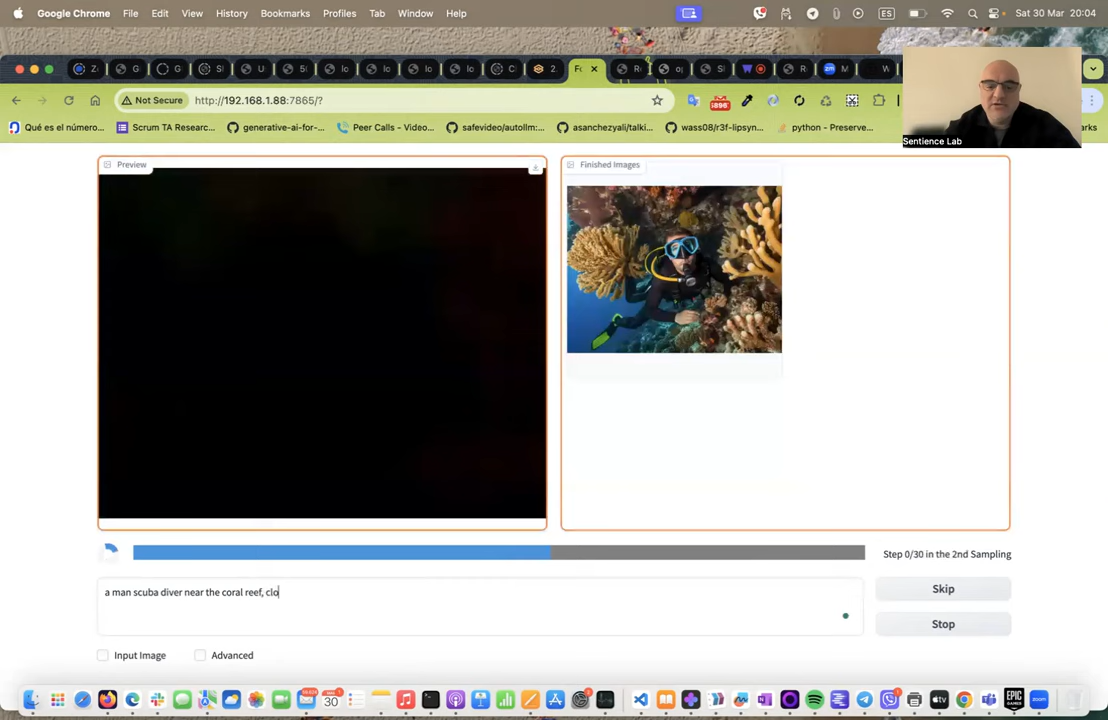 Google Chrome File Edit View History Bookmarks Profiles Tab Window Help ES Sat 30 Mar 20:04
Not Secure http://192.168.1.88:7865/?
Qué es el número... Scrum TA Researc... generative-ai-for-... Peer Calls – Video... safevideo/autollm:... asanchezyali/talki... wass08/r3f-lipsyn... python - Preserve...
Sentience Lab
Preview
Finished Images
Step 0/30 in the 2nd Sampling
a man scuba diver near the coral reef, clo
Skip
Stop
Input Image Advanced